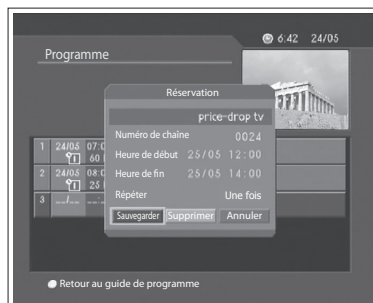 6:42 24/05
Programme
Réservation
price-drop tv
Numéro de chaîne 0024
Heure de début 25/05 12:00
Heure de fin 25/05 14:00
Répéter Une fois
Sauvegarder Supprimer Annuler
1 24/05 07:0
60
2 24/05 08:0
25
3 --/-- --:
Retour au guide de programme